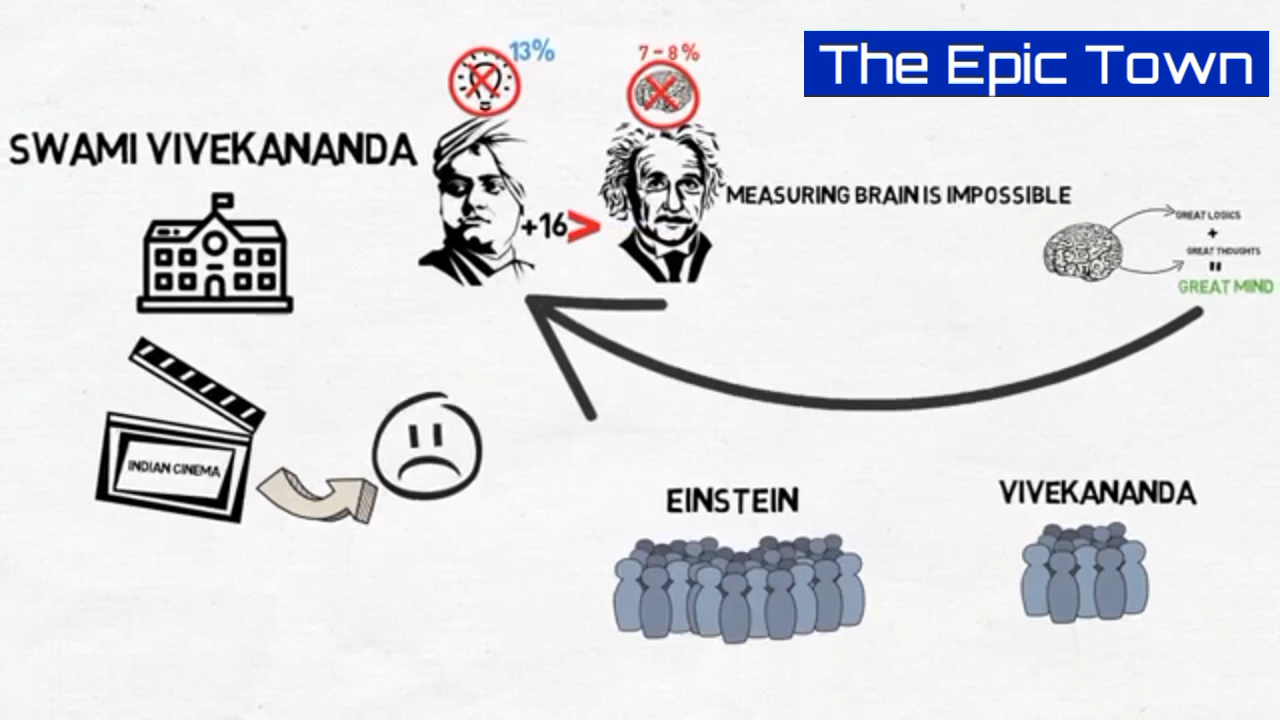 The Epic Town
13%
7-8%
SWAMI VIVEKANANDA
+16>
MEASURING BRAIN IS IMPOSSIBLE
GREAT LOGICS
+
GREAT THOUGHTS
=
GREAT MIND
INDIAN CINEMA
EINSTEIN
VIVEKANANDA